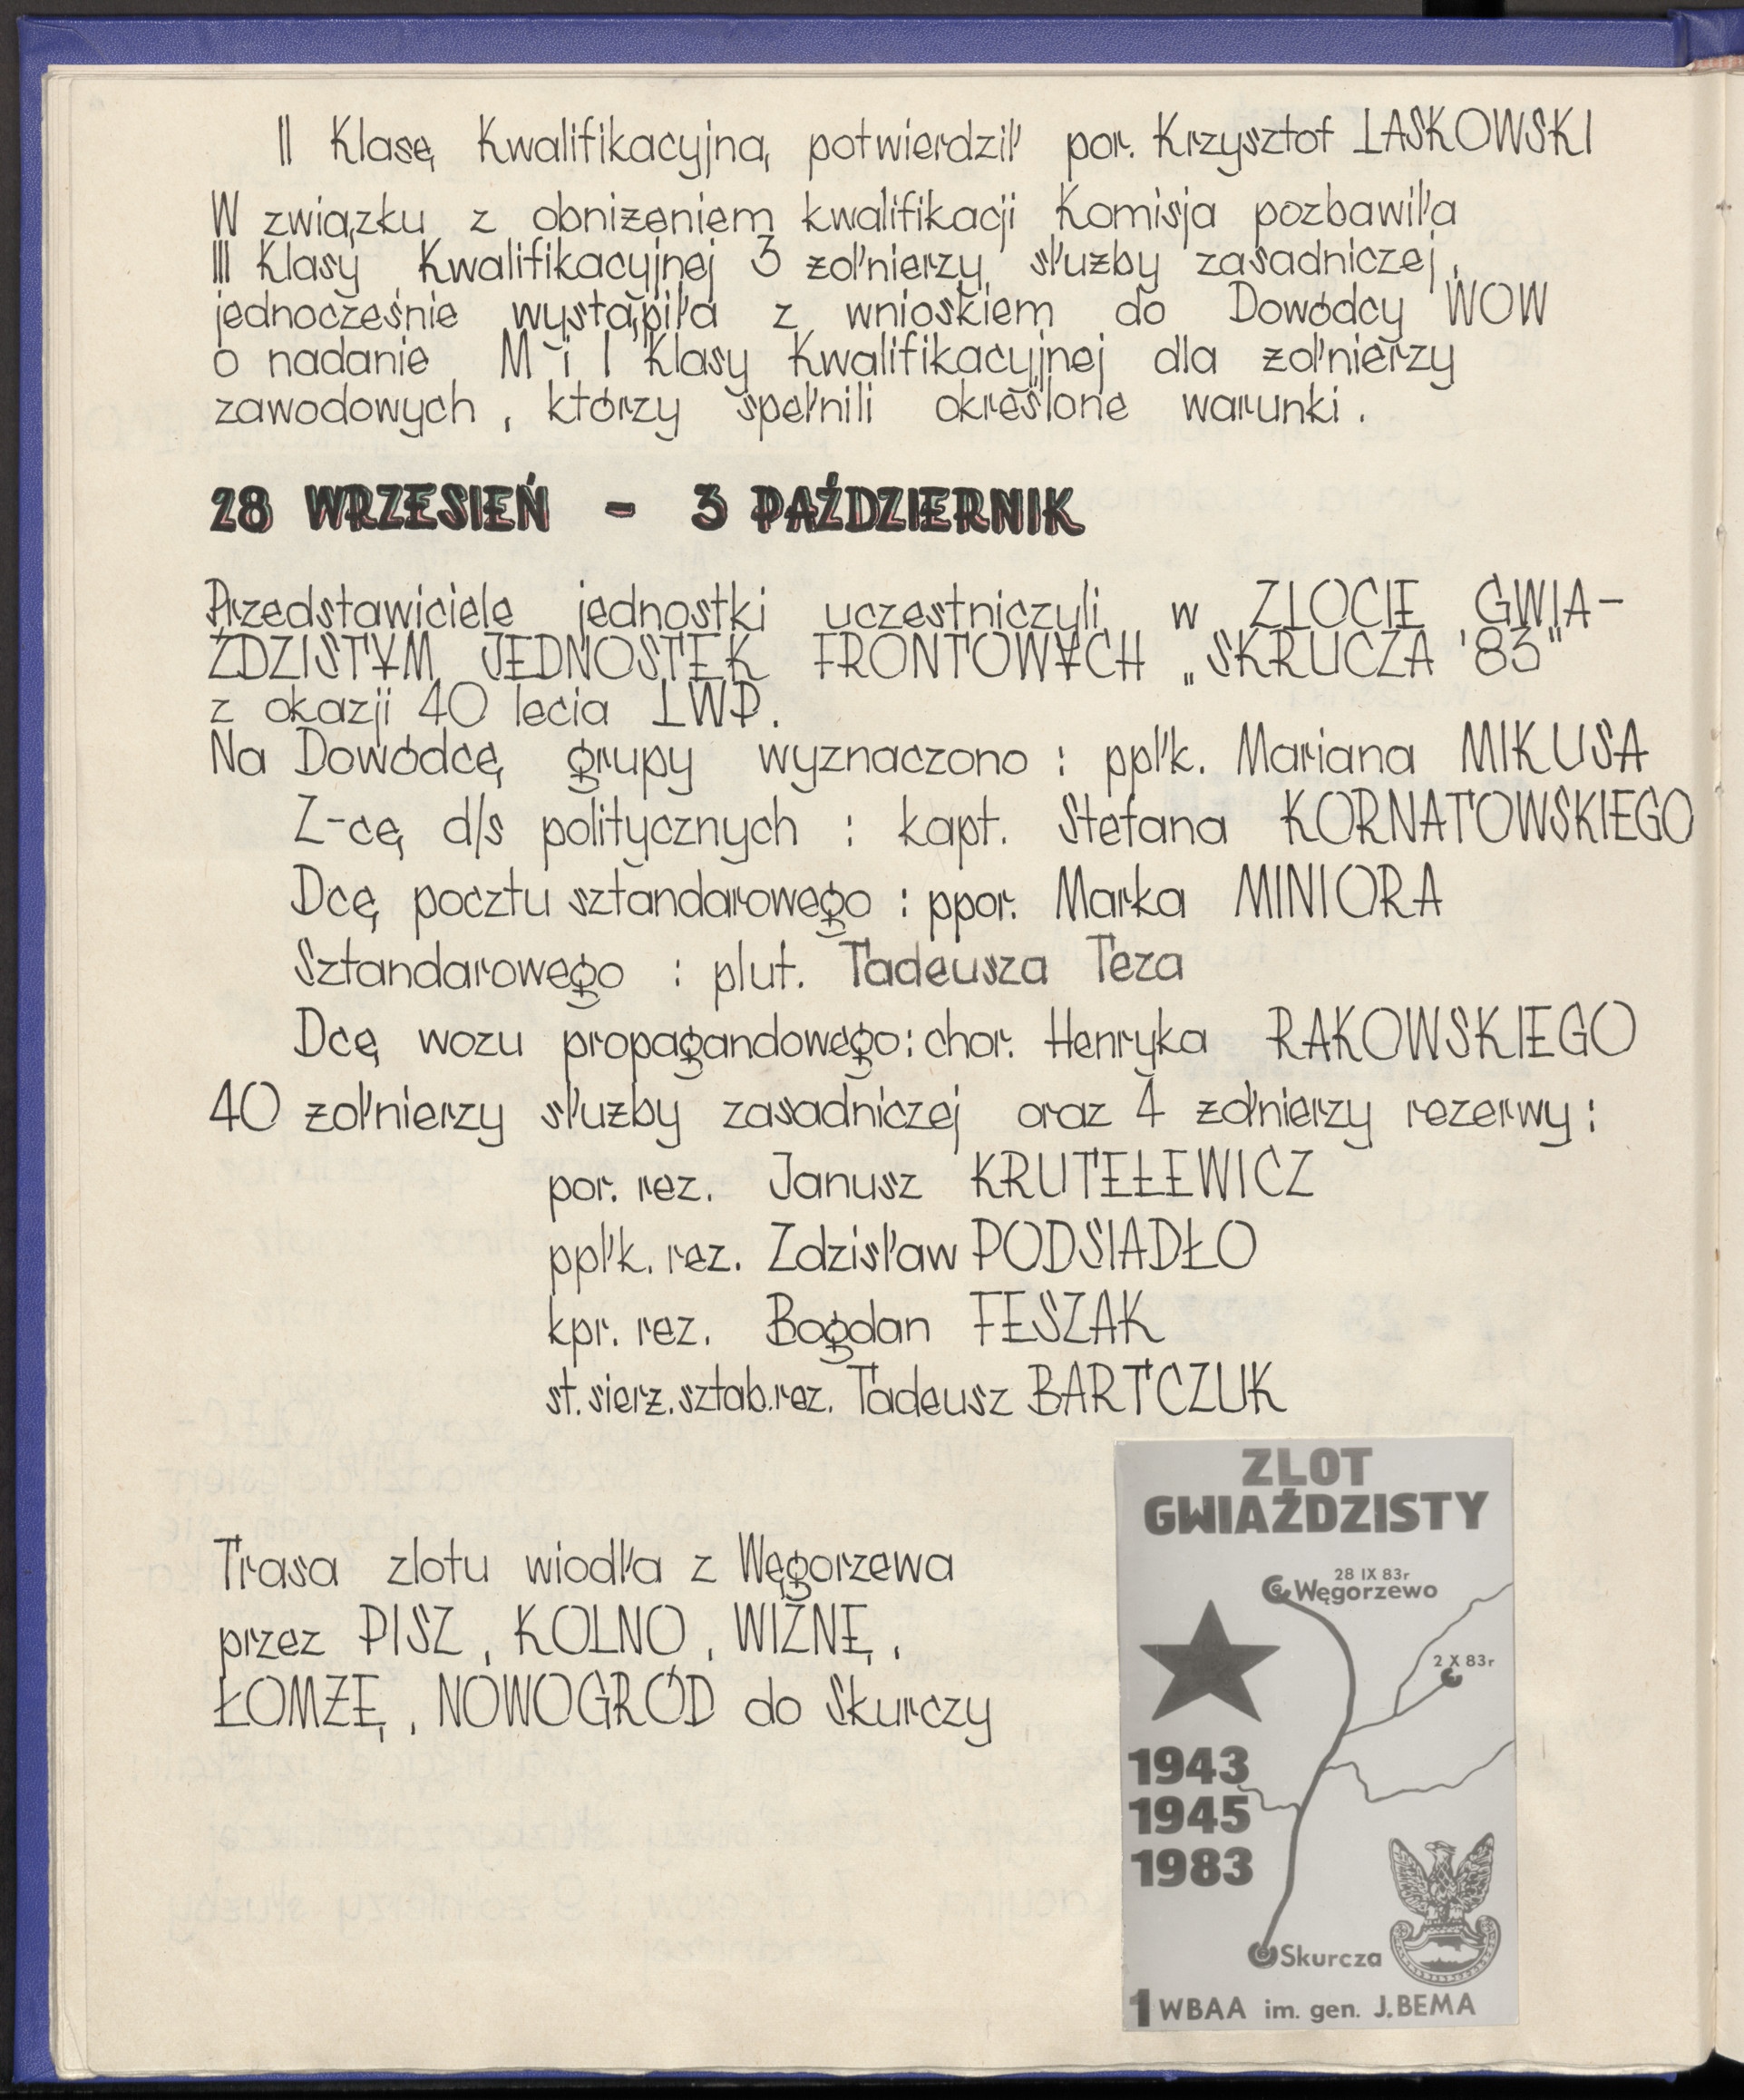 II Klasę Kwalifikacyjną potwierdził por. Krzysztof LASKOWSKI
W związku z obniżeniem kwalifikacji Komisja pozbawiła
III Klasy Kwalifikacyjnej 3 żołnierzy służby zasadniczej,
jednocześnie wystąpiła z wnioskiem do Dowódcy WOW
o nadanie M i I Klasy Kwalifikacyjnej dla żołnierzy
zawodowych, którzy spełnili określone warunki.
28 WRZESIEŃ - 3 PAŹDZIERNIK
Przedstawiciele jednostki uczestniczyli w ZLOCIE GWIA-
ŹDZISTYM JEDNOSTEK FRONTOWYCH „SKRUCZA '83"
z okazji 40 lecia LWP.
Na Dowódcę grupy wyznaczono : ppłk. Mariana MIKUSA
Z-cę d/s politycznych : kapt. Stefana KORNATOWSKIEGO
Dcę pocztu sztandarowego : ppor. Marka MINIORA
Sztandarowego : plut. Tadeusza Teza
Dcę wozu propagandowego : chor. Henryka RAKOWSKIEGO
40 żołnierzy służby zasadniczej oraz 4 żołnierzy rezerwy :
por. rez. Janusz KRUTEŁEWICZ
ppłk. rez. Zdzisław PODSIADŁO
kpr. rez. Bogdan FESZAK
st. sierż. sztab. rez. Tadeusz BARTCZUK
Trasa zlotu wiodła z Węgorzewa
przez PISZ, KOLNO, WIZNĘ,
ŁOMŻĘ, NOWOGRÓD do Skurczy
ZLOT
GWIAŹDZISTY
28 IX 83r
Węgorzewo
2 X 83r
1943
1945
1983
Skurcza
1 WBAA im. gen. J. BEMA